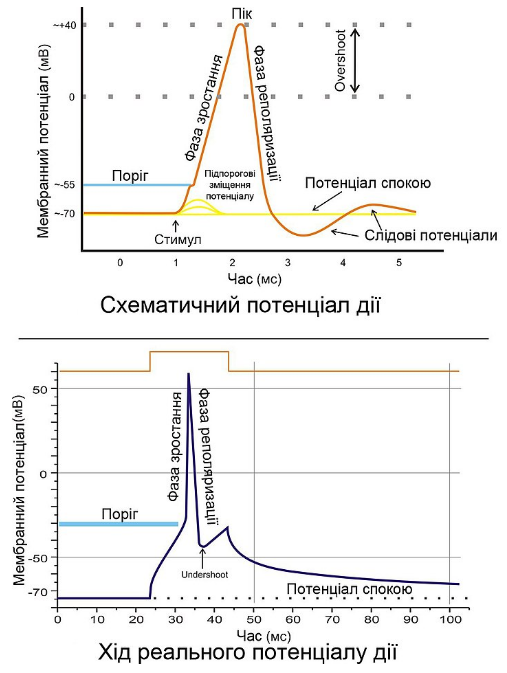 Пік
~+40
Мембранний потенціал (мВ)
Фаза зростання
Фаза реполяризації
Overshoot
0
Поріг
Підпорогові
зміщення
потенціалу
~-55
Потенціал спокою
~-70
Стимул
Слідові потенціали
0 1 2 3 4 5
Час (мс)
Схематичний потенціал дії
Мембранний потенціал(мВ)
50
Фаза зростання
Фаза реполяризації
0
Поріг
-50
Undershoot
Потенціал спокою
-70
0 10 20 30 40 50 60 70 80 90 100
Час (мс)
Хід реального потенціалу дії